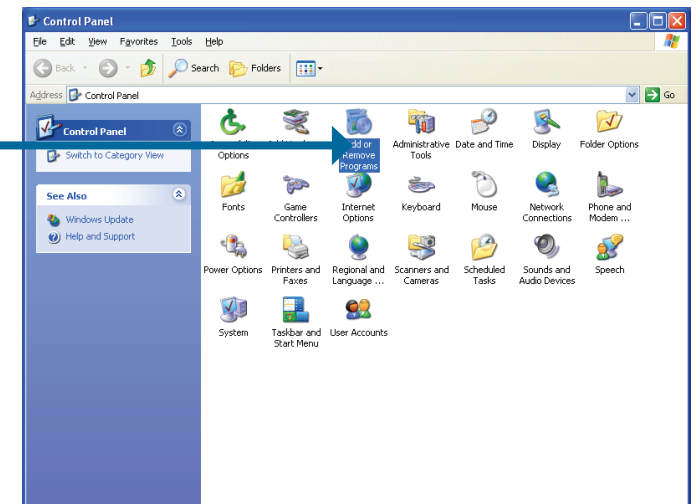 Control Panel
File Edit View Favorites Tools Help
Back Search Folders
Address Control Panel Go
Control Panel
Switch to Category View
See Also
Windows Update
Help and Support
Options
dd or
Remove
Programs
Administrative
Tools
Date and Time
Display
Folder Options
Fonts
Game
Controllers
Internet
Options
Keyboard
Mouse
Network
Connections
Phone and
Modem ...
Power Options
Printers and
Faxes
Regional and
Language ...
Scanners and
Cameras
Scheduled
Tasks
Sounds and
Audio Devices
Speech
System
Taskbar and
Start Menu
User Accounts